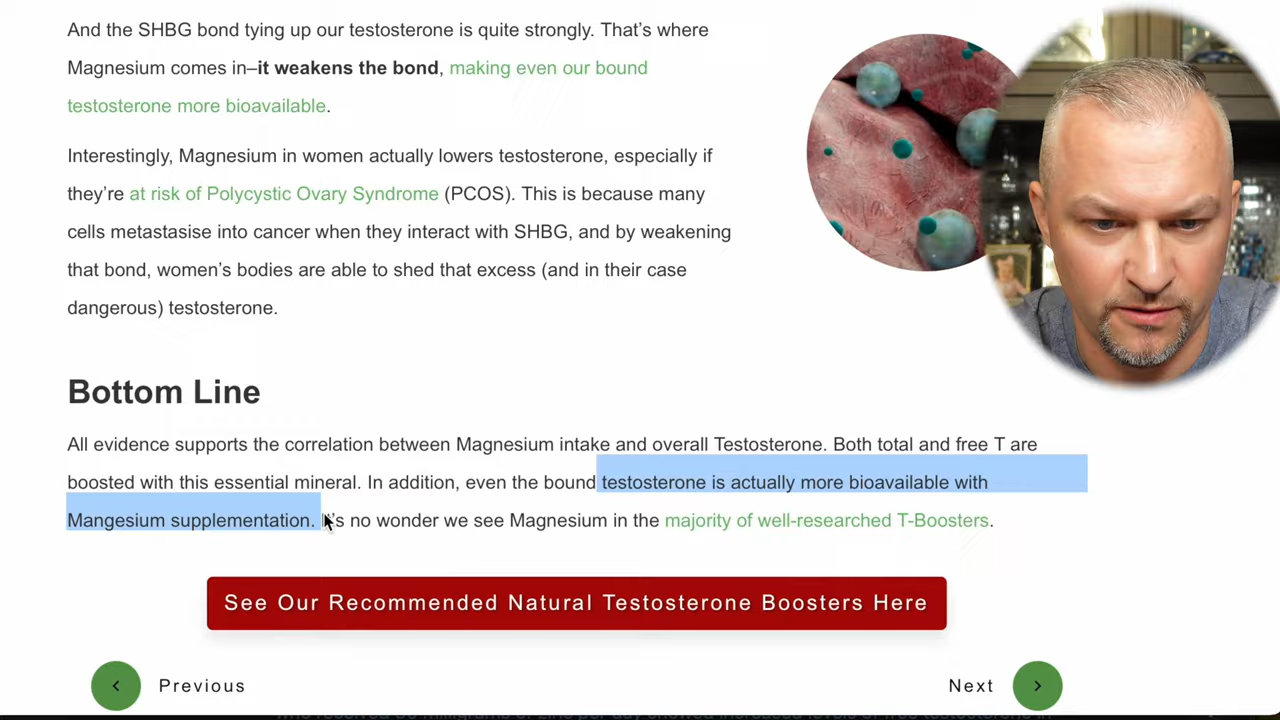 And the SHBG bond tying up our testosterone is quite strongly. That's where
Magnesium comes in–it weakens the bond, making even our bound
testosterone more bioavailable.
Interestingly, Magnesium in women actually lowers testosterone, especially if
they're at risk of Polycystic Ovary Syndrome (PCOS). This is because many
cells metastasise into cancer when they interact with SHBG, and by weakening
that bond, women's bodies are able to shed that excess (and in their case
dangerous) testosterone.
Bottom Line
All evidence supports the correlation between Magnesium intake and overall Testosterone. Both total and free T are
boosted with this essential mineral. In addition, even the bound testosterone is actually more bioavailable with
Mangesium supplementation. It's no wonder we see Magnesium in the majority of well-researched T-Boosters.
See Our Recommended Natural Testosterone Boosters Here
Previous
Next